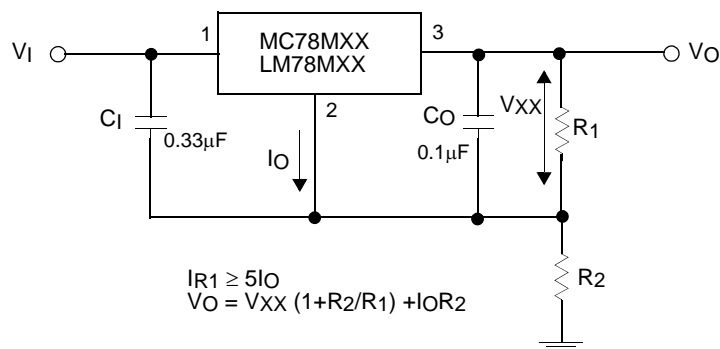 VI
1
MC78MXX
LM78MXX
3
VO
2
CI
0.33μF
IO
CO
0.1μF
VXX
R1
R2
IR1 ≥ 5IO
VO = VXX (1+R2/R1) +IOR2